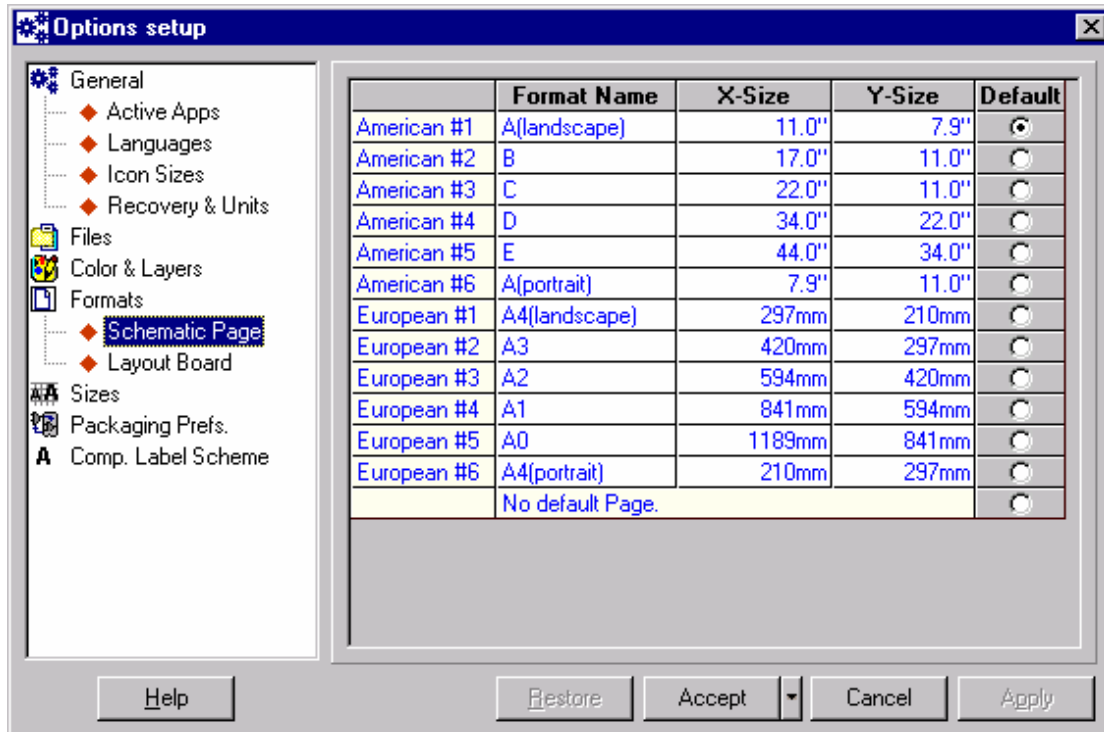 Options setup
General
Active Apps
Languages
Icon Sizes
Recovery & Units
Files
Color & Layers
Formats
Schematic Page
Layout Board
Sizes
Packaging Prefs.
A Comp. Label Scheme
Format Name X-Size Y-Size Default
American #1 A(landscape) 11.0" 7.9"
American #2 B 17.0" 11.0"
American #3 C 22.0" 11.0"
American #4 D 34.0" 22.0"
American #5 E 44.0" 34.0"
American #6 A(portrait) 7.9" 11.0"
European #1 A4(landscape) 297mm 210mm
European #2 A3 420mm 297mm
European #3 A2 594mm 420mm
European #4 A1 841mm 594mm
European #5 A0 1189mm 841mm
European #6 A4(portrait) 210mm 297mm
No default Page.
Help Restore Accept Cancel Apply